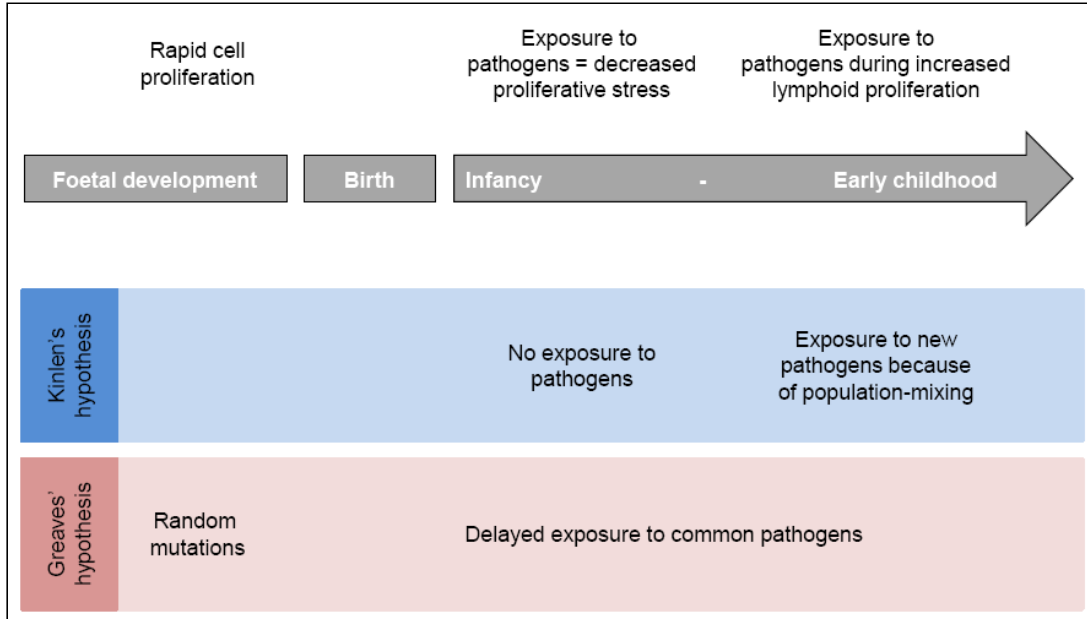 Rapid cell
proliferation
Exposure to
pathogens = decreased
proliferative stress
Exposure to
pathogens during increased
lymphoid proliferation
Foetal development
Birth
Infancy - Early childhood
Kinlen's
hypothesis
No exposure to
pathogens
Exposure to new
pathogens because
of population-mixing
Greaves'
hypothesis
Random
mutations
Delayed exposure to common pathogens